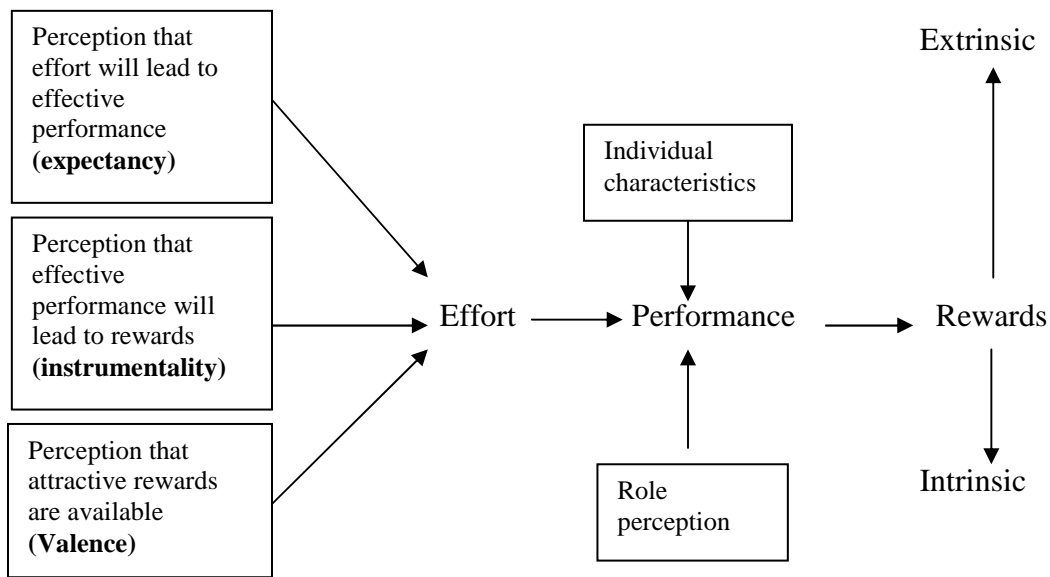 Perception that
effort will lead to
effective
performance
(expectancy)
Perception that
effective
performance will
lead to rewards
(instrumentality)
Perception that
attractive rewards
are available
(Valence)
Effort
Individual
characteristics
Performance
Role
perception
Extrinsic
Rewards
Intrinsic